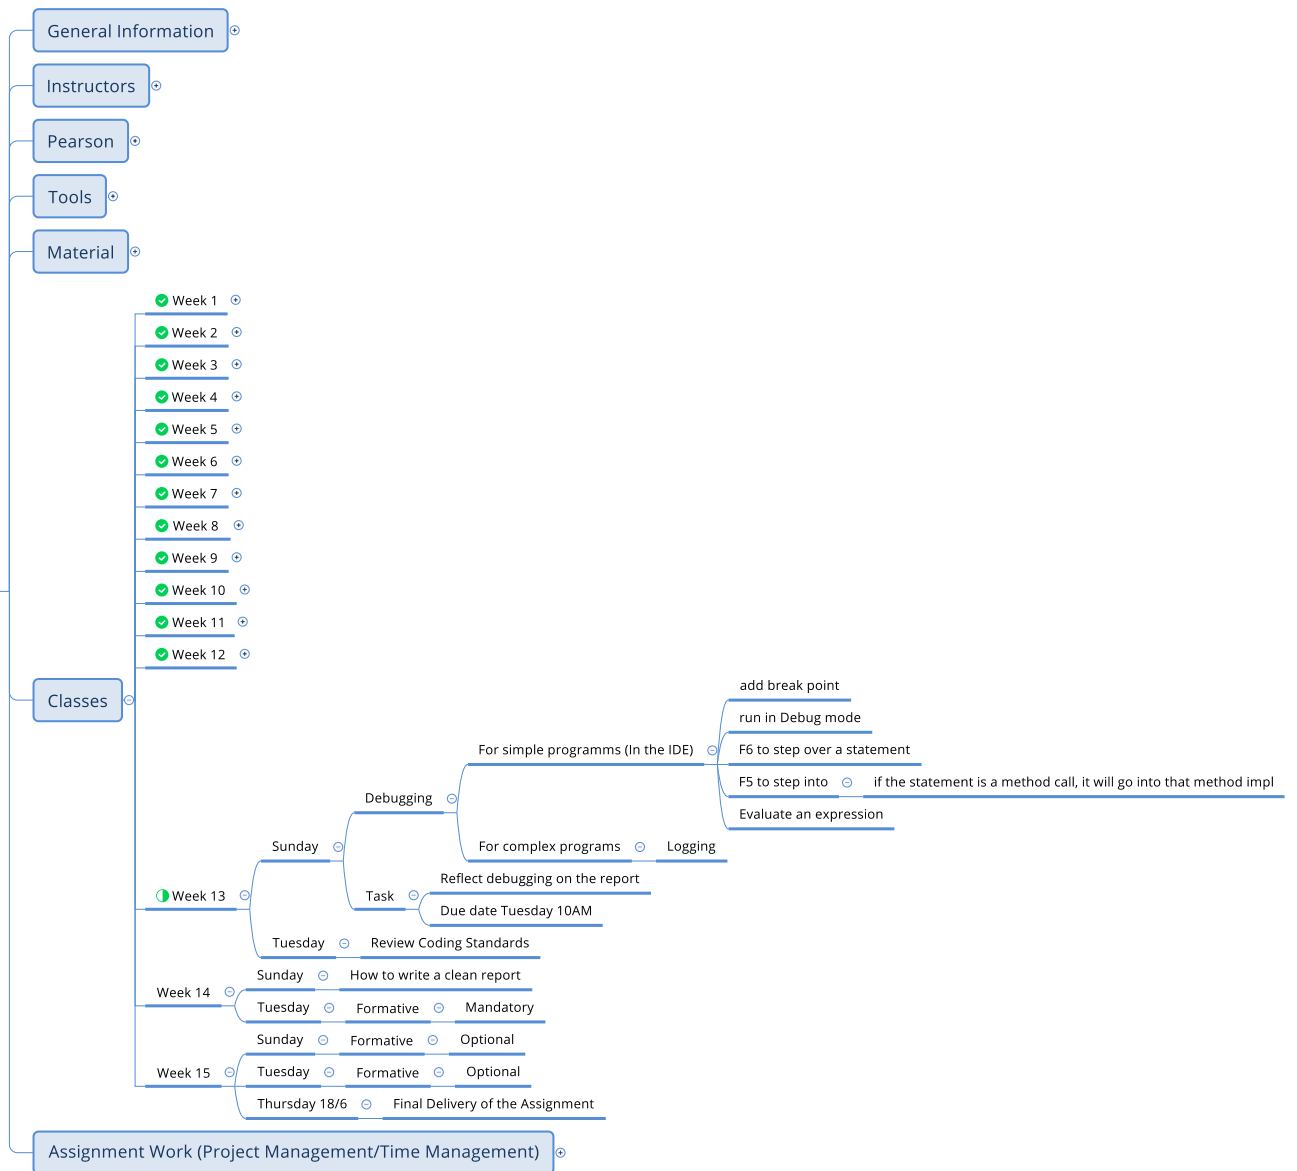 General Information
Instructors
Pearson
Tools
Material
Classes
Week 1
Week 2
Week 3
Week 4
Week 5
Week 6
Week 7
Week 8
Week 9
Week 10
Week 11
Week 12
Week 13
Sunday
Debugging
For simple programms (In the IDE)
add break point
run in Debug mode
F6 to step over a statement
F5 to step into
if the statement is a method call, it will go into that method impl
Evaluate an expression
For complex programs
Logging
Task
Reflect debugging on the report
Due date Tuesday 10AM
Tuesday
Review Coding Standards
Week 14
Sunday
How to write a clean report
Tuesday
Formative
Mandatory
Week 15
Sunday
Formative
Optional
Tuesday
Formative
Optional
Thursday 18/6
Final Delivery of the Assignment
Assignment Work (Project Management/Time Management)